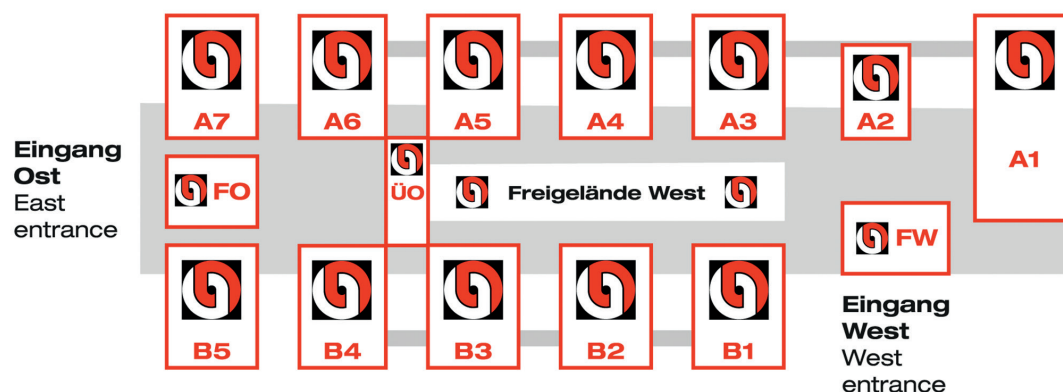 A7
A6
A5
A4
A3
A2
A1
Eingang
Ost
East
entrance
FO
ÜO
Freigelände West
FW
B5
B4
B3
B2
B1
Eingang
West
West
entrance